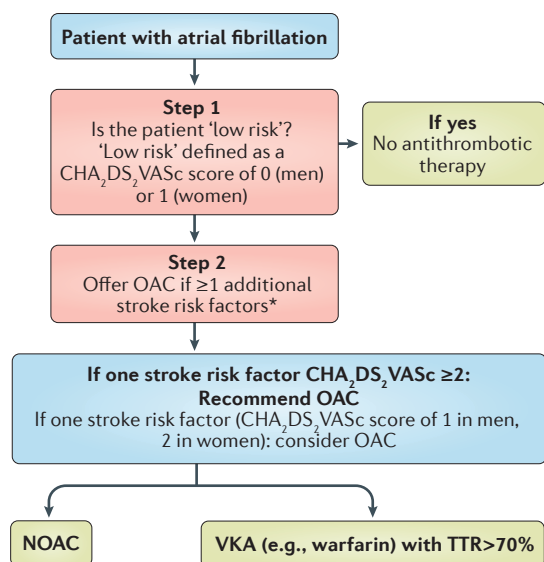 Patient with atrial fibrillation
Step 1
Is the patient ‘low risk’?
‘Low risk’ defined as a
CHA₂DS₂VASc score of 0 (men)
or 1 (women)
If yes
No antithrombotic
therapy
Step 2
Offer OAC if ≥1 additional
stroke risk factors*
If one stroke risk factor CHA₂DS₂VASc ≥2:
Recommend OAC
If one stroke risk factor (CHA₂DS₂VASc score of 1 in men,
2 in women): consider OAC
NOAC
VKA (e.g., warfarin) with TTR>70%